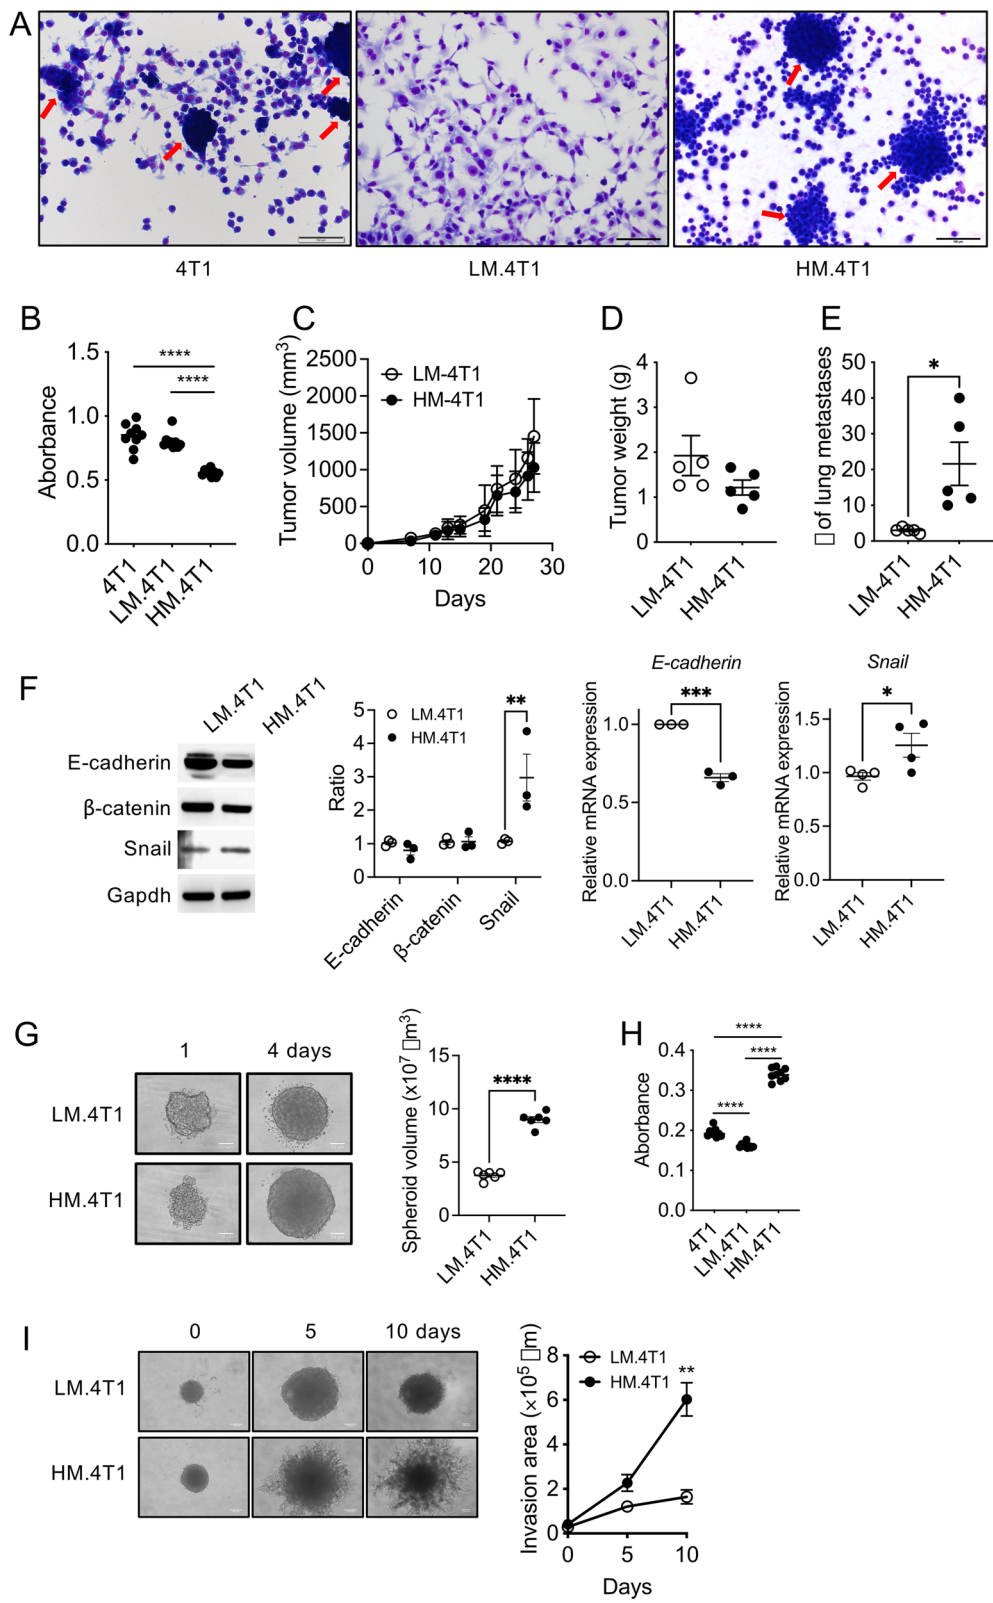 A
4T1
LM.4T1
HM.4T1
B
Aborbance
1.5
1.0
0.5
0.0
****
****
4T1
LM.4T1
HM.4T1
C
Tumor volume (mm3)
2500
2000
1500
1000
500
0
LM-4T1
HM-4T1
0
10
20
30
Days
D
Tumor weight (g)
4
3
2
1
0
LM-4T1
HM-4T1
E
□ of lung metastases
50
40
30
20
10
0
*
LM-4T1
HM-4T1
F
LM.4T1
HM.4T1
E-cadherin
β-catenin
Snail
Gapdh
Ratio
5
4
3
2
1
0
LM.4T1
HM.4T1
**
E-cadherin
β-catenin
Snail
E-cadherin
Relative mRNA expression
1.0
0.5
0.0
***
LM.4T1
HM.4T1
Snail
Relative mRNA expression
1.5
1.0
0.5
0.0
*
LM.4T1
HM.4T1
G
1
4 days
LM.4T1
HM.4T1
Spheroid volume (x107 □m3)
15
10
5
0
****
LM.4T1
HM.4T1
H
Aborbance
0.4
0.3
0.2
0.1
0.0
****
****
****
4T1
LM.4T1
HM.4T1
I
0
5
10 days
LM.4T1
HM.4T1
Invasion area (×105 □m)
8
6
4
2
0
LM.4T1
HM.4T1
**
0
5
10
Days